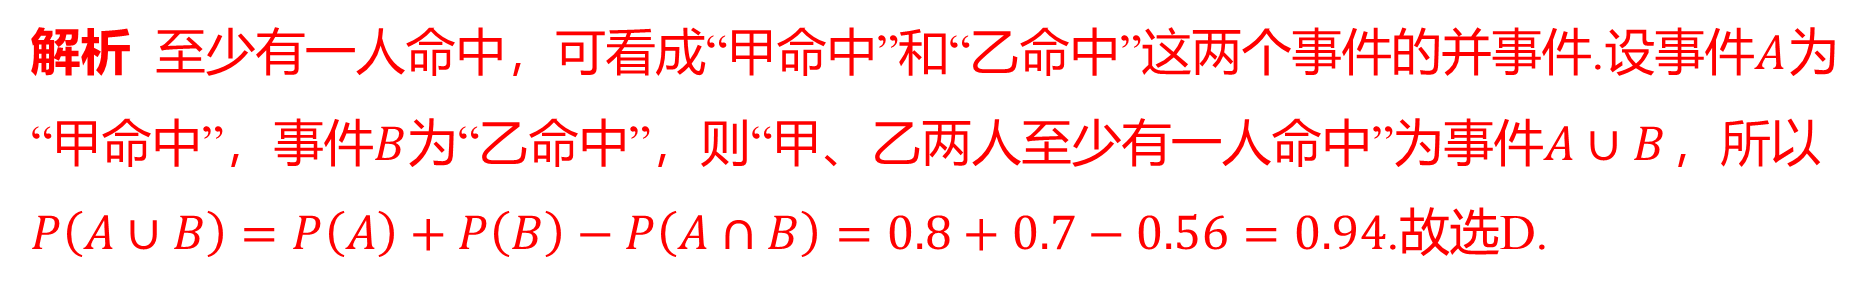 解析 至少有一人命中，可看成“甲命中”和“乙命中”这两个事件的并事件.设事件A为
“甲命中”，事件B为“乙命中”，则“甲、乙两人至少有一人命中”为事件A ∪ B，所以
P(A ∪ B) = P(A) + P(B) − P(A ∩ B) = 0.8 + 0.7 − 0.56 = 0.94.故选D.